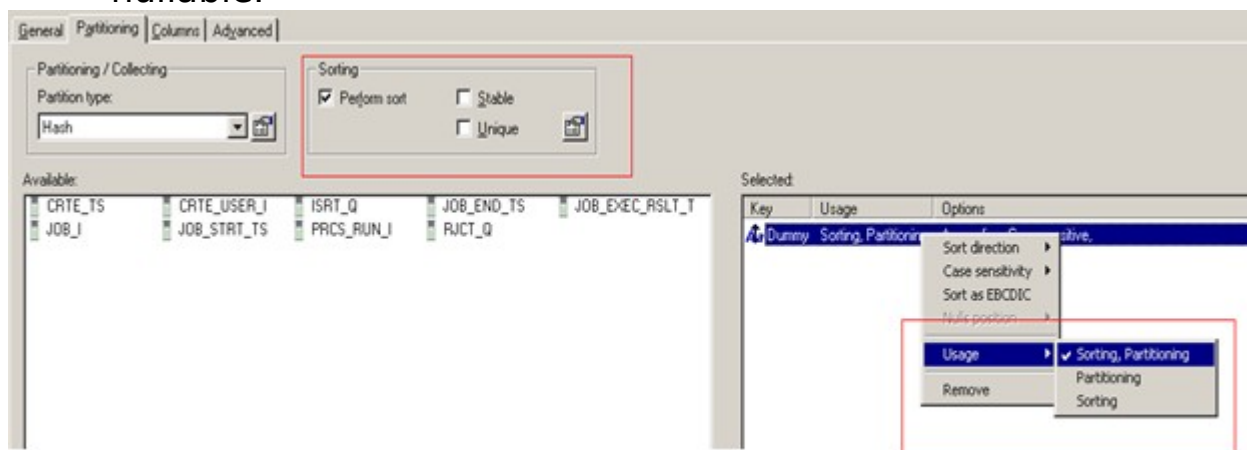 nullable.
General Partitioning Columns Advanced
Partitioning / Collecting
Partition type:
Hash
Sorting
Perform sort
Stable
Unique
Available:
CRTE_TS CRTE_USER_I ISRT_Q JOB_END_TS JOB_EXEC_RSLT_T
JOB_I JOB_STRT_TS PRCS_RUN_I RJCT_Q
Selected:
Key Usage Options
Dummy Sorting, Partitioning
Sort direction
Case sensitivity
Sort as EBCDIC
Nulls position
Usage
Remove
Sorting, Partitioning
Partitioning
Sorting